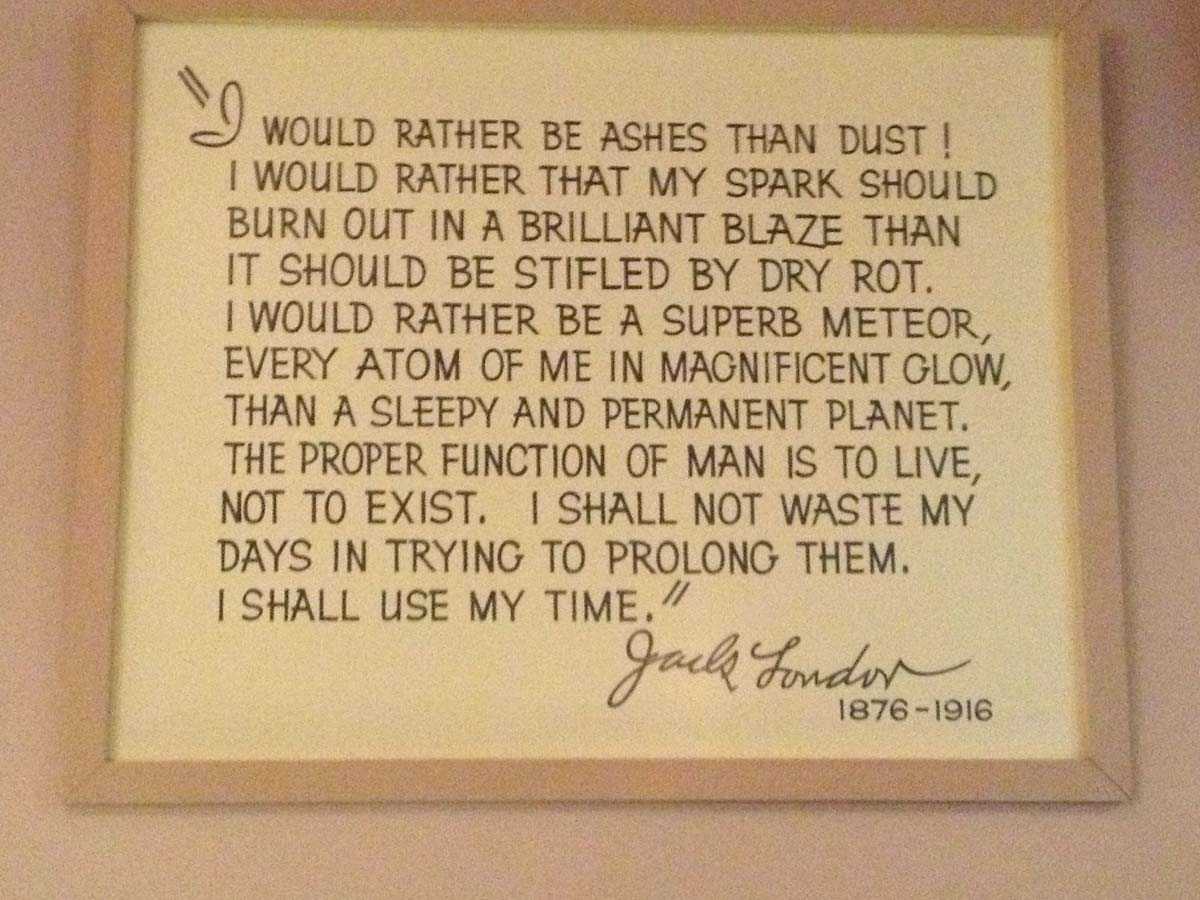 "I WOULD RATHER BE ASHES THAN DUST !
I WOULD RATHER THAT MY SPARK SHOULD
BURN OUT IN A BRILLIANT BLAZE THAN
IT SHOULD BE STIFLED BY DRY ROT.
I WOULD RATHER BE A SUPERB METEOR,
EVERY ATOM OF ME IN MAGNIFICENT GLOW,
THAN A SLEEPY AND PERMANENT PLANET.
THE PROPER FUNCTION OF MAN IS TO LIVE,
NOT TO EXIST. I SHALL NOT WASTE MY
DAYS IN TRYING TO PROLONG THEM.
I SHALL USE MY TIME."
Jack London
1876-1916